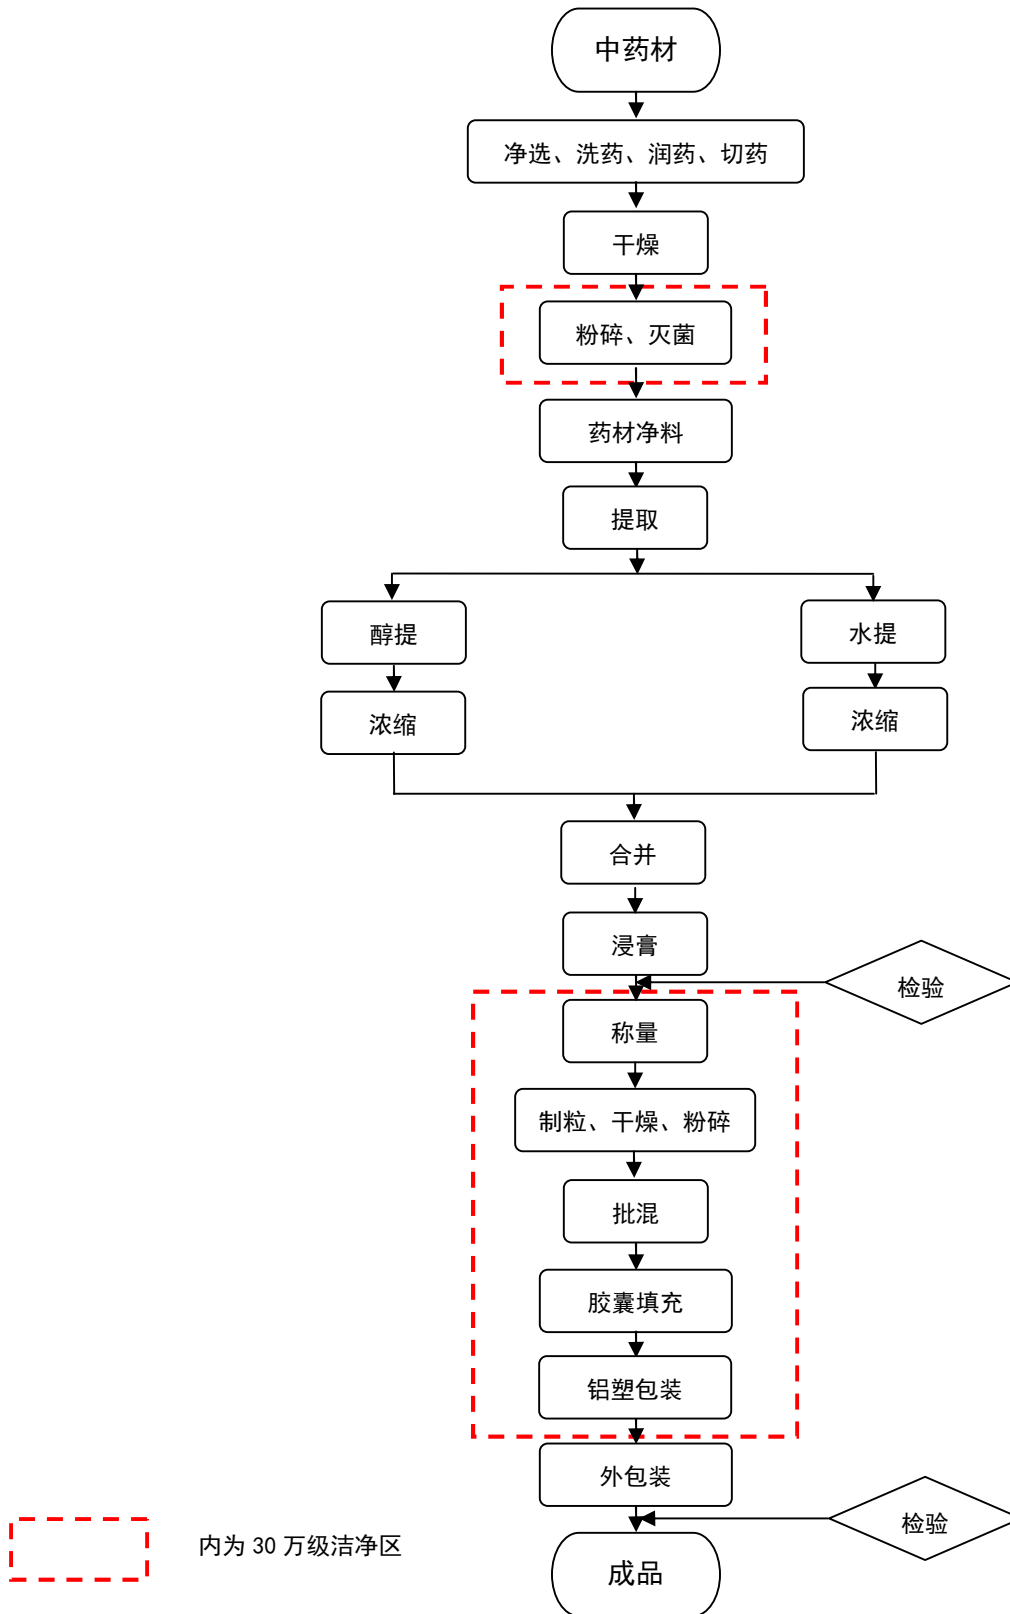 中药材
净选、洗药、润药、切药
干燥
粉碎、灭菌
药材净料
提取
醇提
水提
浓缩
浓缩
合并
浸膏
检验
称量
制粒、干燥、粉碎
批混
胶囊填充
铝塑包装
外包装
检验
内为 30 万级洁净区
成品